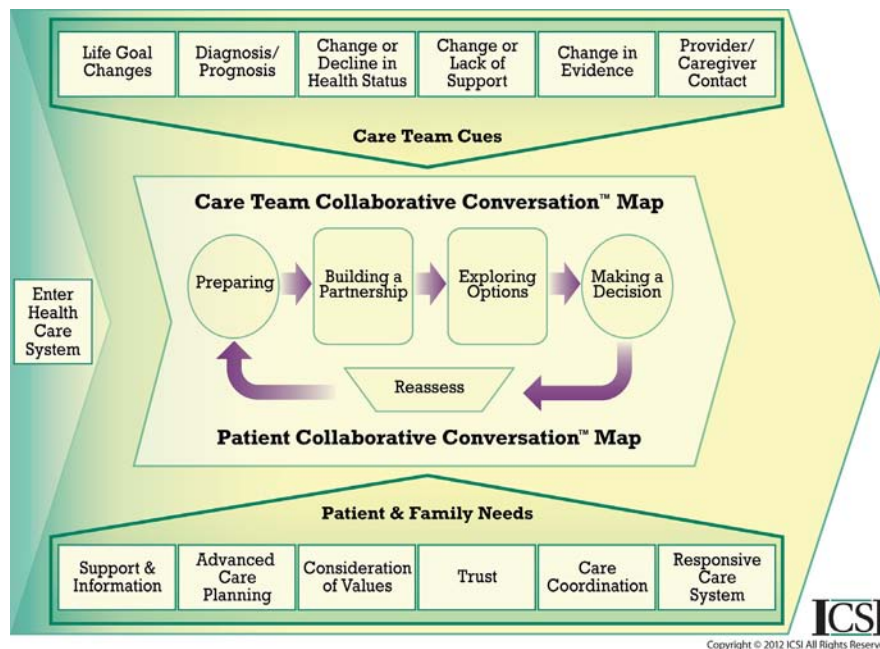 Life Goal
Changes
Diagnosis/
Prognosis
Change or
Decline in
Health Status
Change or
Lack of
Support
Change in
Evidence
Provider/
Caregiver
Contact
Care Team Cues
Care Team Collaborative Conversation™ Map
Enter
Health
Care
System
Preparing
Building a
Partnership
Exploring
Options
Making a
Decision
Reassess
Patient Collaborative Conversation™ Map
Patient & Family Needs
Support &
Information
Advanced
Care
Planning
Consideration
of Values
Trust
Care
Coordination
Responsive
Care
System
ICSI
Copyright © 2012 ICSI All Rights Reserve